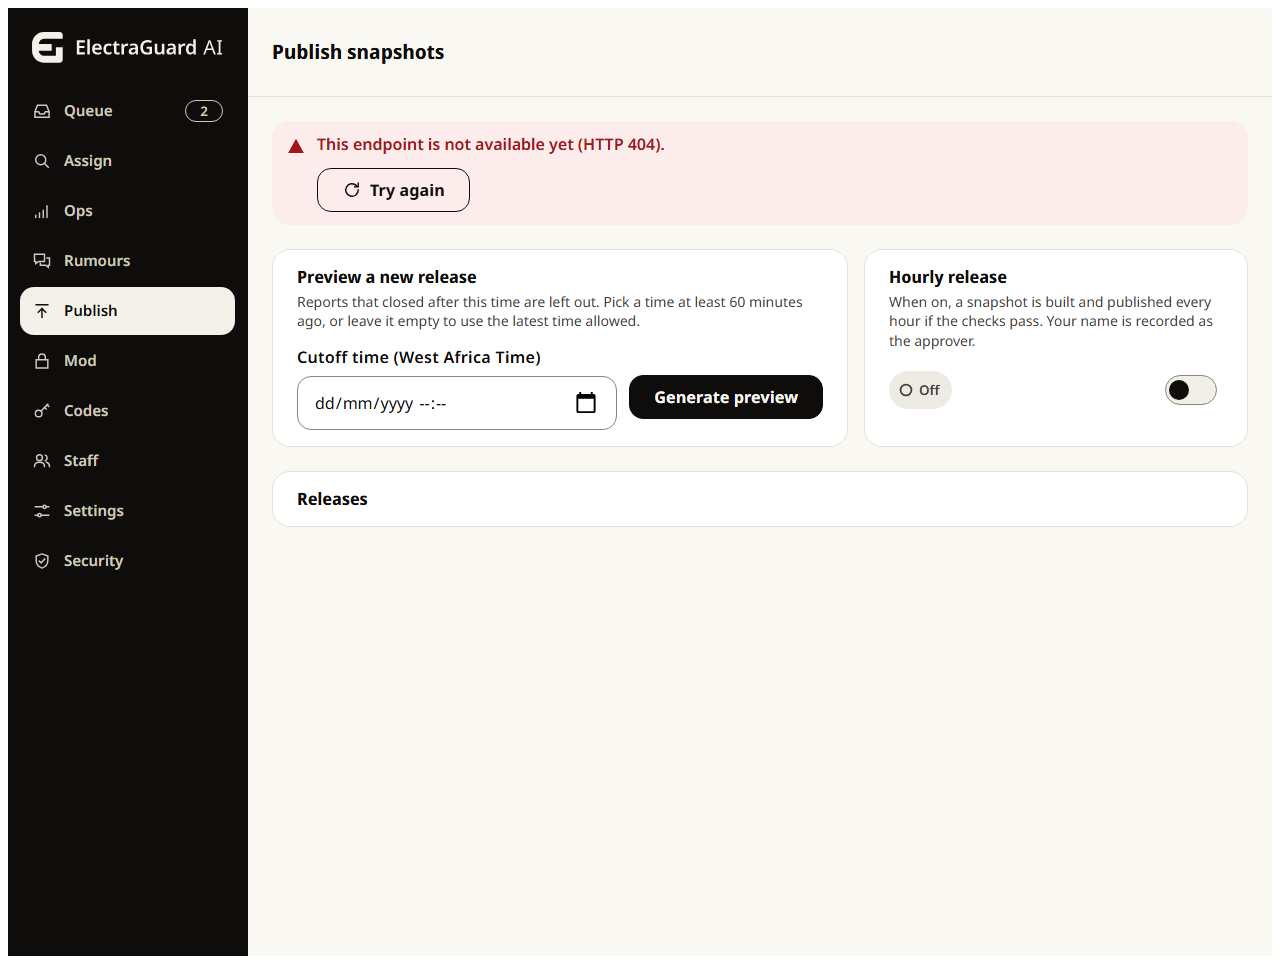 ElectraGuard AI
Queue 2
Assign
Ops
Rumours
Publish
Mod
Codes
Staff
Settings
Security
Publish snapshots
This endpoint is not available yet (HTTP 404).
Try again
Preview a new release
Reports that closed after this time are left out. Pick a time at least 60 minutes
ago, or leave it empty to use the latest time allowed.
Cutoff time (West Africa Time)
dd/mm/yyyy --:--
Generate preview
Hourly release
When on, a snapshot is built and published every
hour if the checks pass. Your name is recorded as
the approver.
Off
Releases